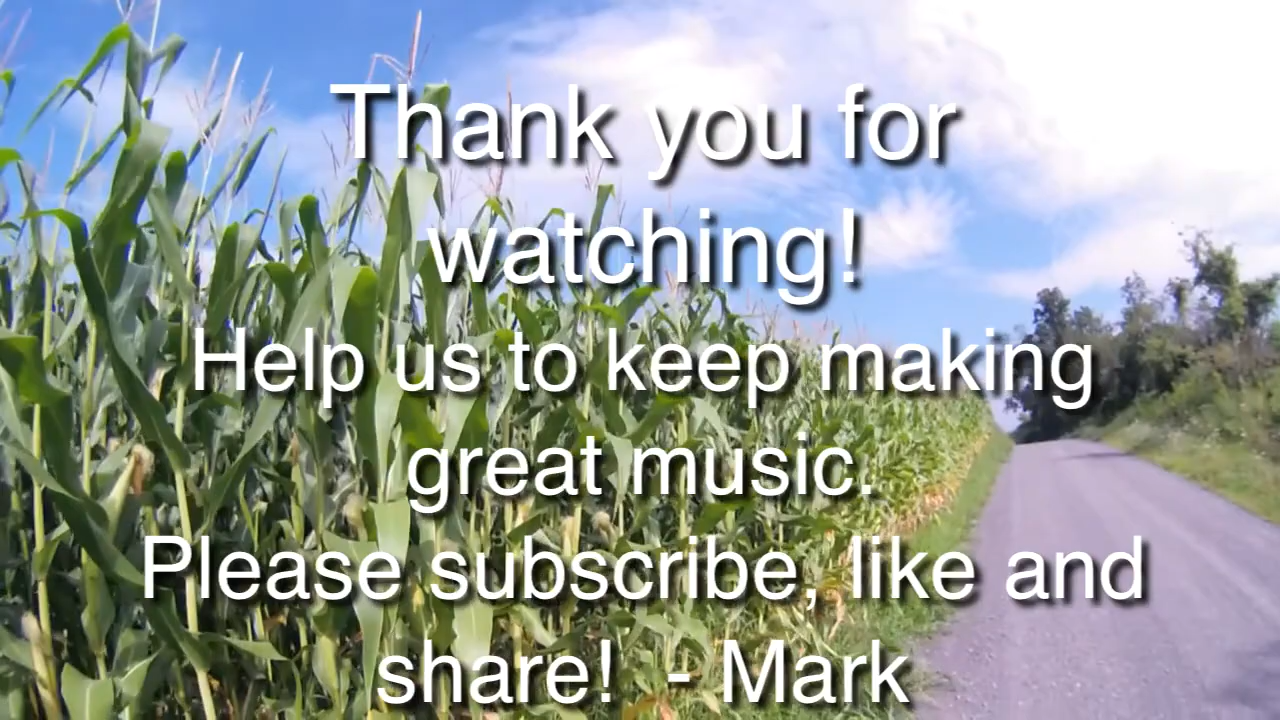 Thank you for
watching!
Help us to keep making
great music.
Please subscribe, like and
share!  - Mark